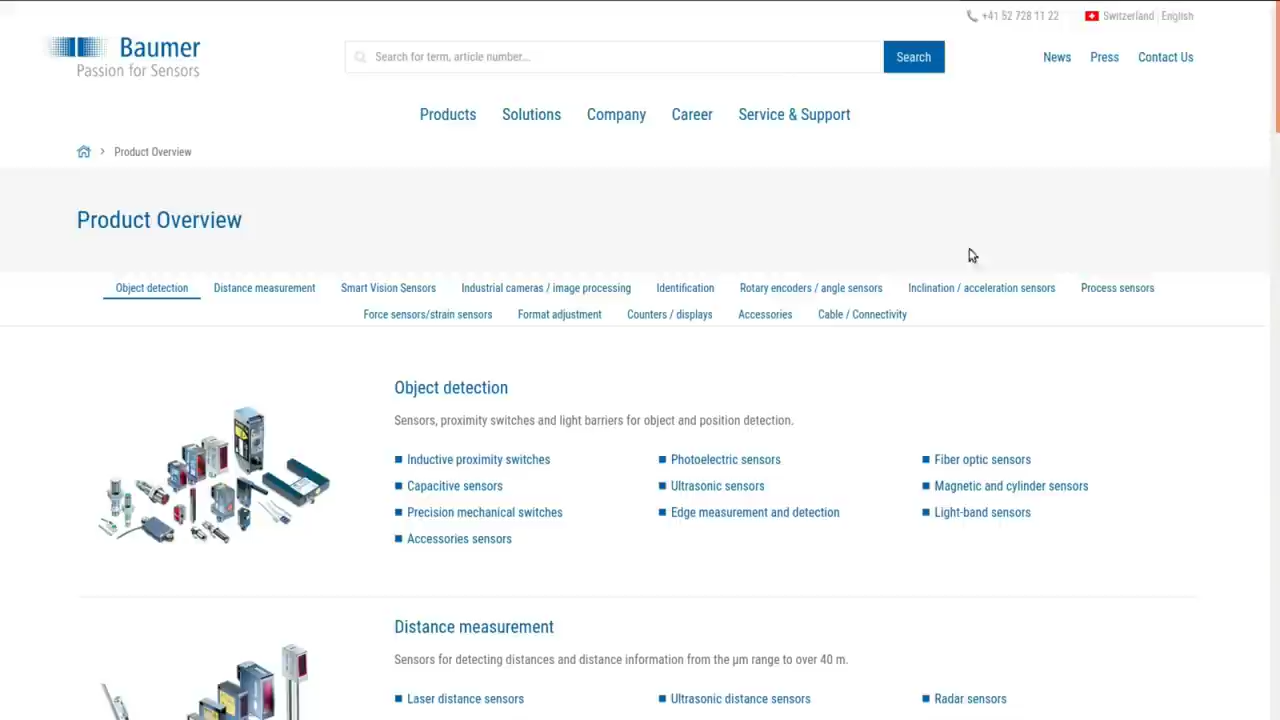 +41 52 728 11 22 Switzerland | English
Baumer
Passion for Sensors
Search for term, article number...
Search
News Press Contact Us
Products Solutions Company Career Service & Support
Product Overview
Product Overview
Object detection Distance measurement Smart Vision Sensors Industrial cameras / image processing Identification Rotary encoders / angle sensors Inclination / acceleration sensors Process sensors
Force sensors/strain sensors Format adjustment Counters / displays Accessories Cable / Connectivity
Object detection
Sensors, proximity switches and light barriers for object and position detection.
Inductive proximity switches Photoelectric sensors Fiber optic sensors
Capacitive sensors Ultrasonic sensors Magnetic and cylinder sensors
Precision mechanical switches Edge measurement and detection Light-band sensors
Accessories sensors
Distance measurement
Sensors for detecting distances and distance information from the µm range to over 40 m.
Laser distance sensors Ultrasonic distance sensors Radar sensors